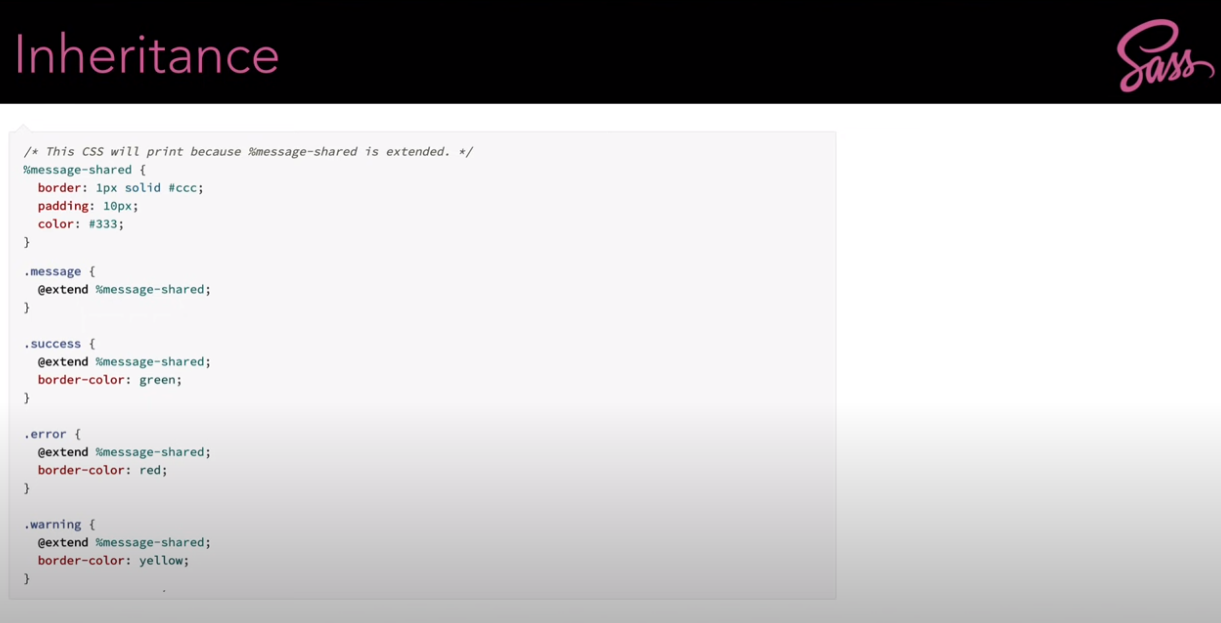 Inheritance
Sass
/* This CSS will print because %message-shared is extended. */
%message-shared {
  border: 1px solid #ccc;
  padding: 10px;
  color: #333;
}
.message {
  @extend %message-shared;
}
.success {
  @extend %message-shared;
  border-color: green;
}
.error {
  @extend %message-shared;
  border-color: red;
}
.warning {
  @extend %message-shared;
  border-color: yellow;
}